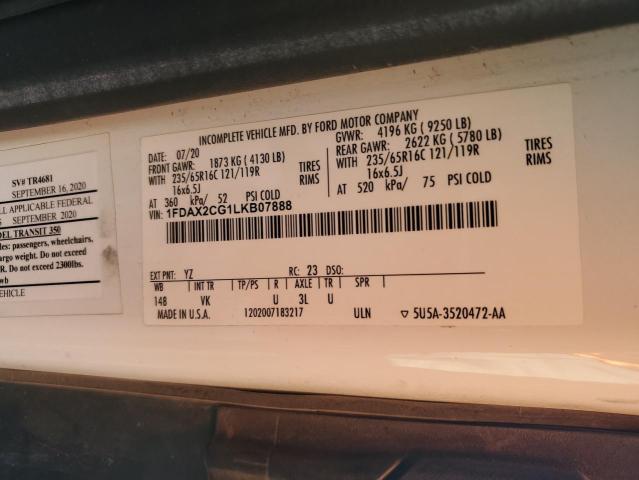 SV# TR4681
SEPTEMBER 16, 2020
LL APPLICABLE FEDERAL
SEPTEMBER 2020
DEL TRANSIT 350
les: passengers, wheelchairs,
argo weight. Do not exceed
R. Do not exceed 2300lbs.
wb
EHICLE
INCOMPLETE VEHICLE MFD. BY FORD MOTOR COMPANY
DATE: 07/20 GVWR: 4196 KG (9250 LB)
FRONT GAWR: 1873 KG (4130 LB) REAR GAWR: 2622 KG (5780 LB)
WITH 235/65R16C 121/119R TIRES WITH 235/65R16C 121/119R TIRES
16x6.5J RIMS 16x6.5J RIMS
AT 360 kPa/ 52 PSI COLD AT 520 kPa/ 75 PSI COLD
VIN: 1FDAX2CG1LKB07888
EXT PNT: YZ RC: 23 DSO:
WB TP/PS R AXLE TR SPR
148 VK U 3L U
MADE IN U.S.A. 1202007183217 ULN ▽ 5U5A-3520472-AA